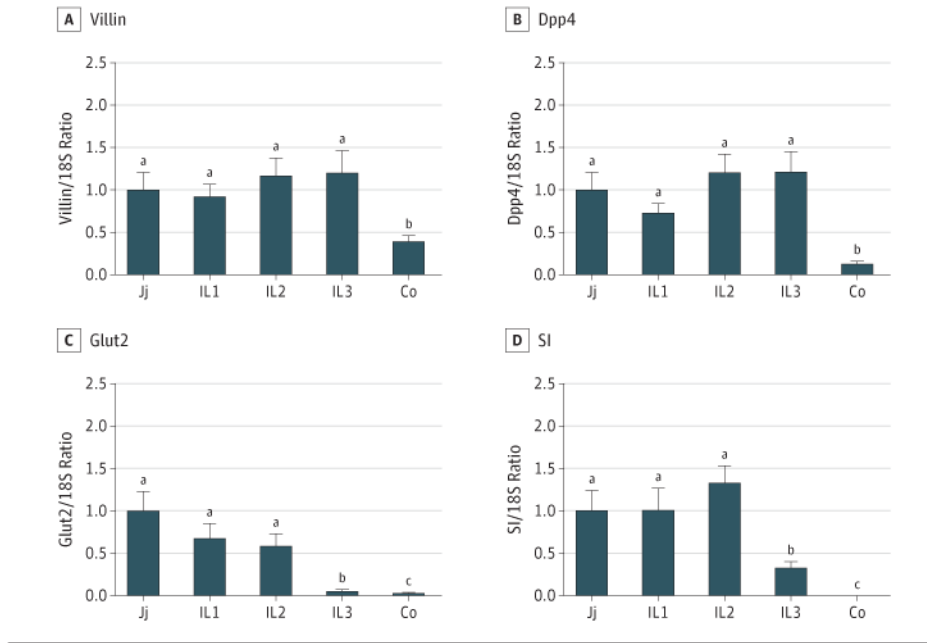 A Villin
2.5
2.0
1.5
1.0
0.5
0.0
Villin/18S Ratio
a
a
a
a
b
Jj IL1 IL2 IL3 Co
B Dpp4
2.5
2.0
1.5
1.0
0.5
0.0
Dpp4/18S Ratio
a
a
a
a
b
Jj IL1 IL2 IL3 Co
C Glut2
2.5
2.0
1.5
1.0
0.5
0.0
Glut2/18S Ratio
a
a
a
b
c
Jj IL1 IL2 IL3 Co
D SI
2.5
2.0
1.5
1.0
0.5
0.0
SI/18S Ratio
a
a
a
b
c
Jj IL1 IL2 IL3 Co